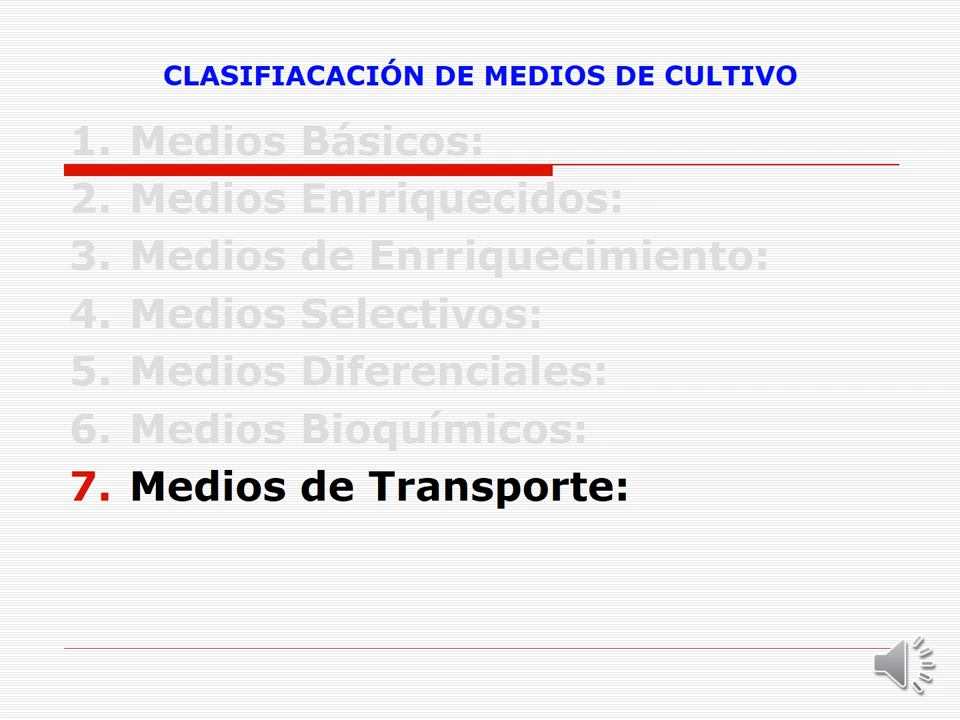 CLASIFIACACIÓN DE MEDIOS DE CULTIVO
1. Medios Básicos:
2. Medios Enrriquecidos:
3. Medios de Enrriquecimiento:
4. Medios Selectivos:
5. Medios Diferenciales:
6. Medios Bioquímicos:
7. Medios de Transporte: